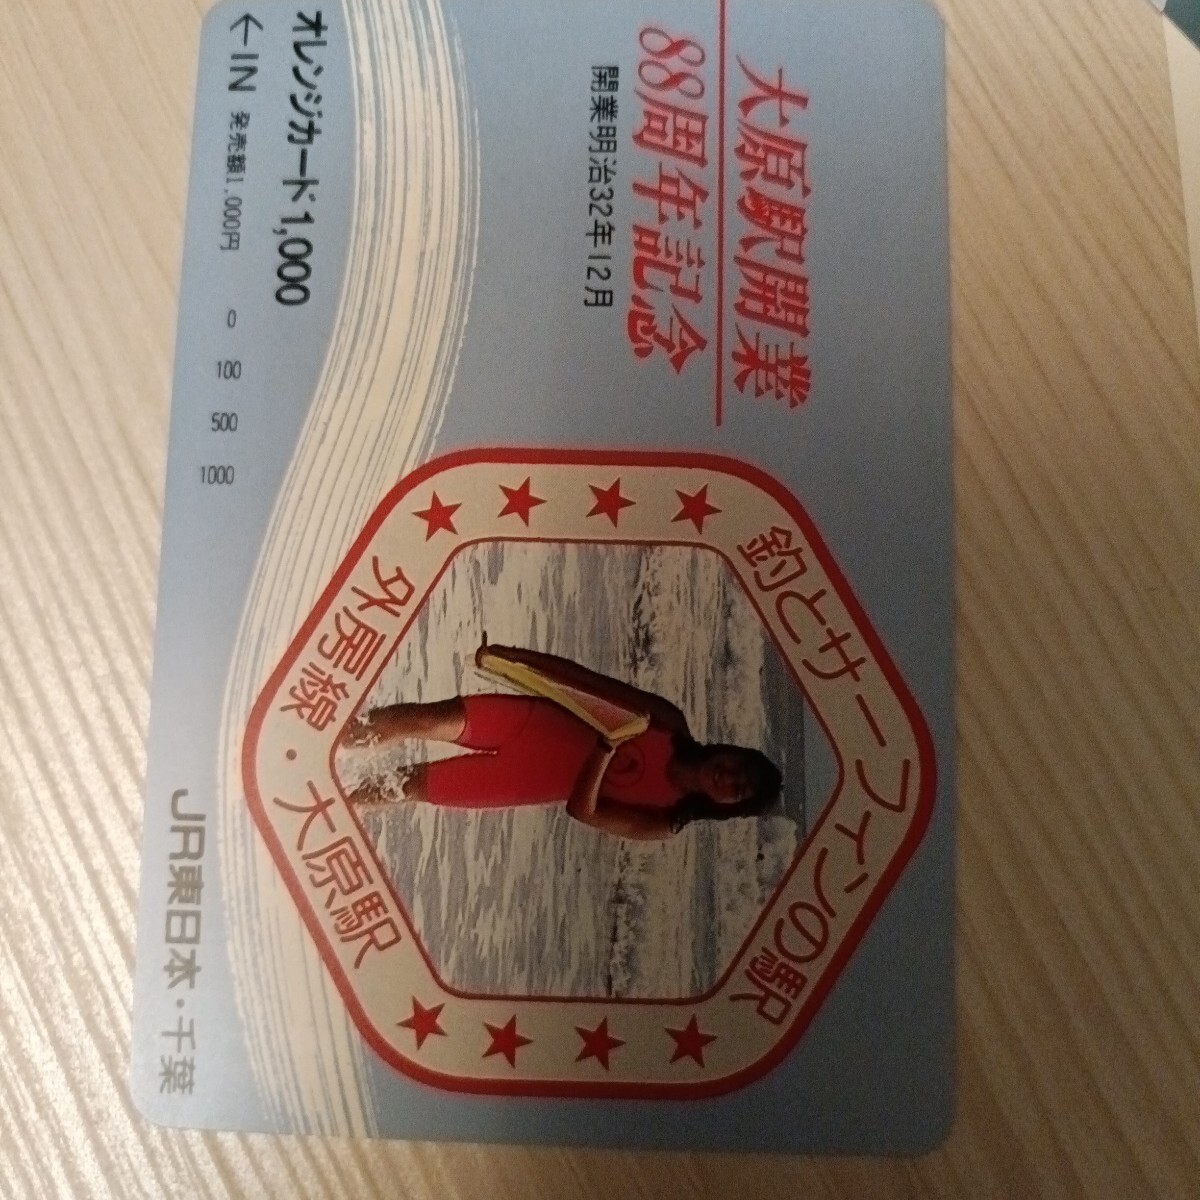 大原駅開業
88周年記念
開業明治32年12月
釣とサーフィンの駅
外房線・大原駅
オレンジカード1,000
←IN 発売額1,000円 0 100 500 1000
JR東日本・千葉